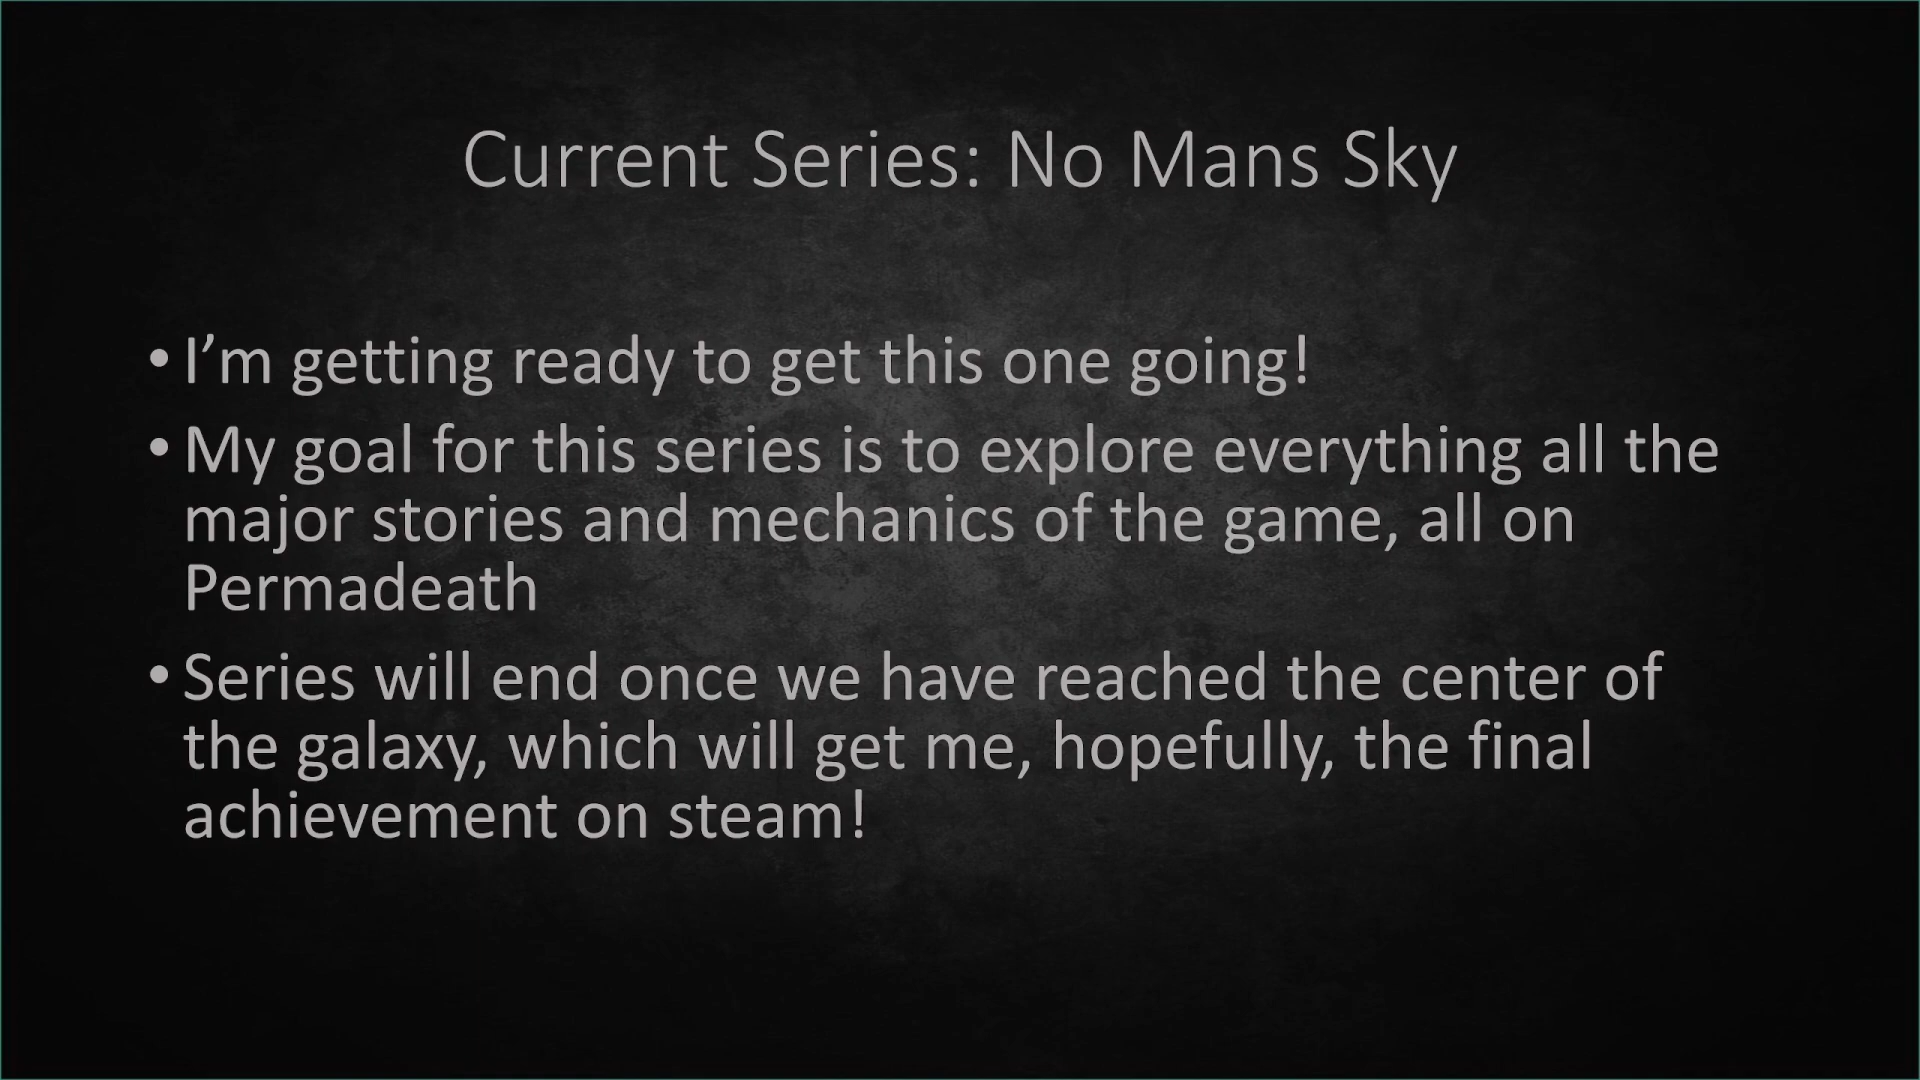 Current Series: No Mans Sky
• I’m getting ready to get this one going!
• My goal for this series is to explore everything all the
major stories and mechanics of the game, all on
Permadeath
• Series will end once we have reached the center of
the galaxy, which will get me, hopefully, the final
achievement on steam!